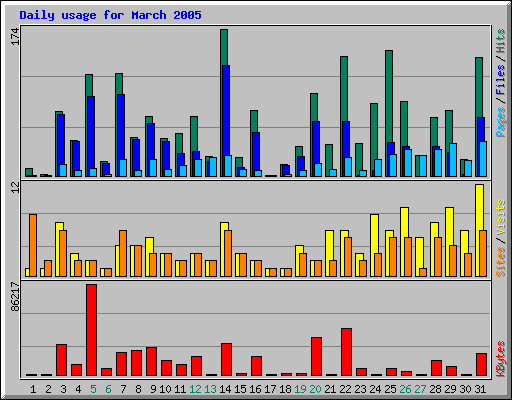 Daily usage for March 2005
174
12
86217
Pages / Files / Hits
Sites / Visits
KBytes
1 2 3 4 5 6 7 8 9 10 11 12 13 14 15 16 17 18 19 20 21 22 23 24 25 26 27 28 29 30 31